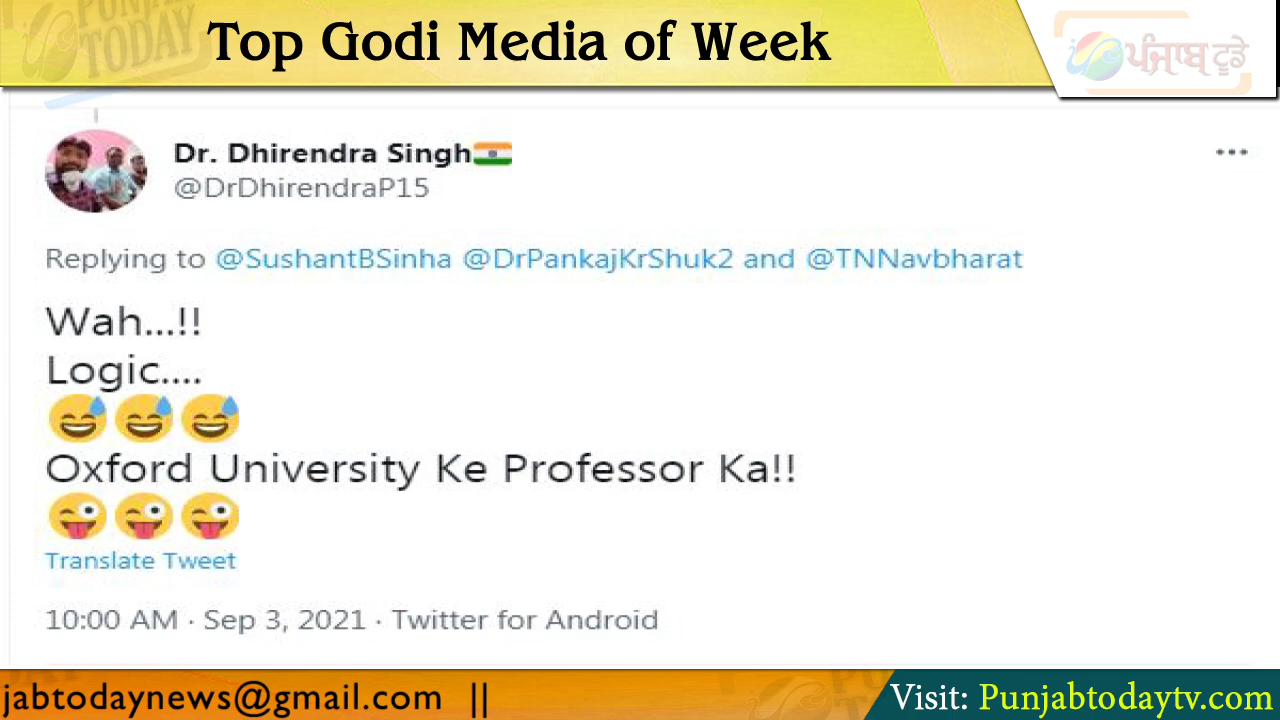 PUNJAB
TODAY
Top Godi Media of Week
ਪੰਜਾਬ ਟੂਡੇ
Dr. Dhirendra Singh🇮🇳
@DrDhirendraP15
Replying to @SushantBSinha @DrPankajKrShuk2 and @TNNavbharat
Wah...!!
Logic....
😅😅😅
Oxford University Ke Professor Ka!!
😜😜😜
Translate Tweet
10:00 AM · Sep 3, 2021 · Twitter for Android
jabtodaynews@gmail.com ||
Visit: Punjabtodaytv.com